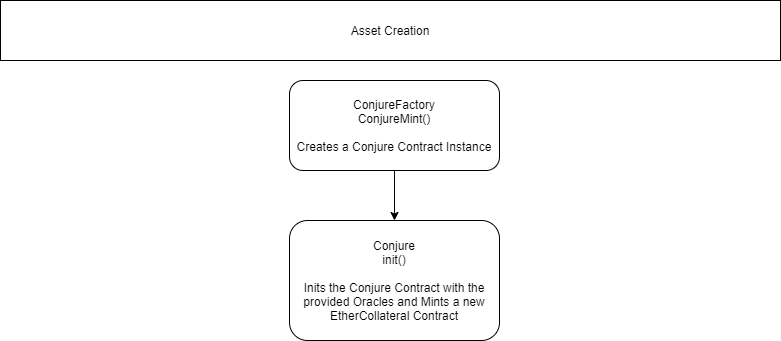 Asset Creation
ConjureFactory
ConjureMint()
Creates a Conjure Contract Instance
Conjure
init()
Inits the Conjure Contract with the
provided Oracles and Mints a new
EtherCollateral Contract